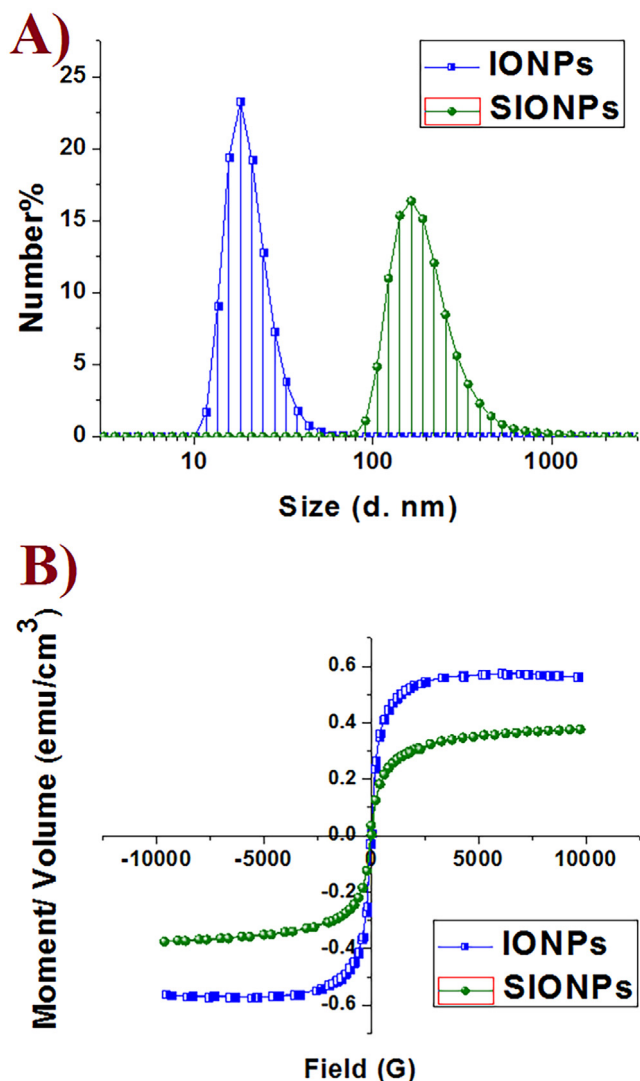 A)
IONPs
SIONPs
Number%
25
20
15
10
5
0
10 100 1000
Size (d. nm)
B)
Moment/ Volume (emu/cm³)
0.6
0.4
0.2
0.0
-10000 -5000 0 5000 10000
-0.2
-0.4
-0.6
IONPs
SIONPs
Field (G)